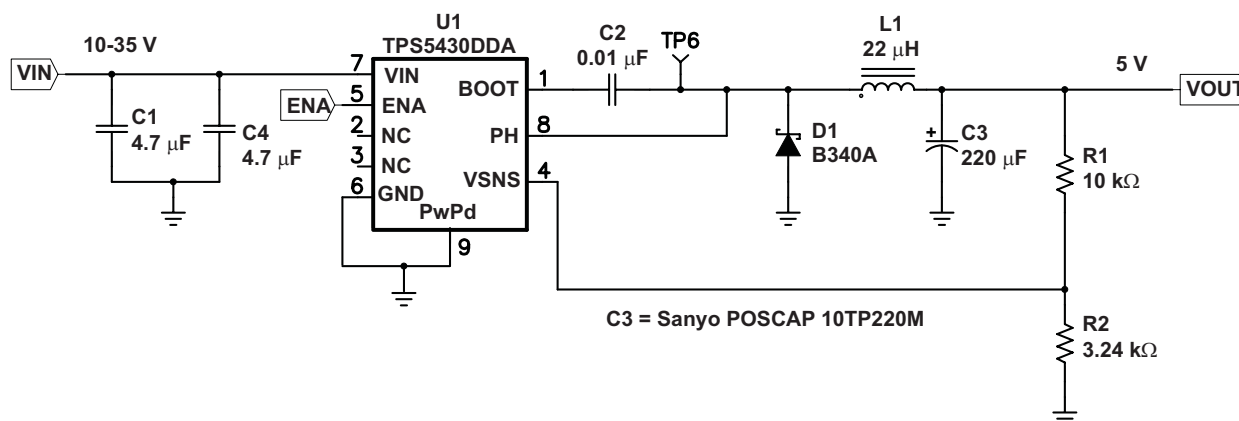 U1
TPS5430DDA
10-35 V
VIN
C1
4.7 μF
C4
4.7 μF
ENA
7
5
2
3
6
VIN
ENA
NC
NC
GND
BOOT
PH
VSNS
PwPd
1
8
4
9
C2
0.01 μF
TP6
L1
22 μH
5 V
VOUT
D1
B340A
+
C3
220 μF
R1
10 kΩ
C3 = Sanyo POSCAP 10TP220M
R2
3.24 kΩ